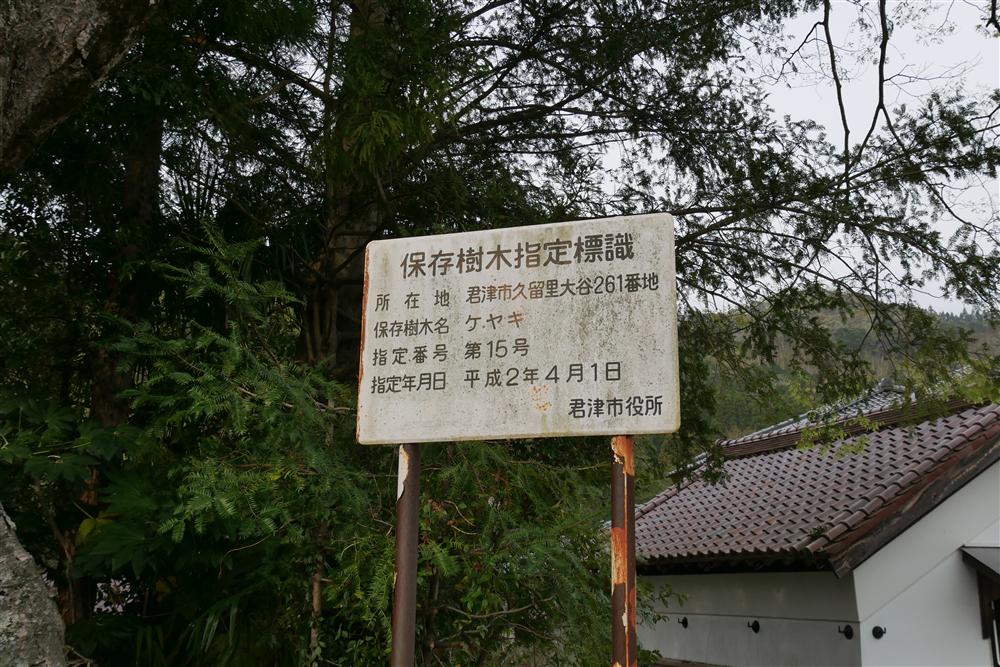 保存樹木指定標識
所在地 君津市久留里大谷261番地
保存樹木名 ケヤキ
指定番号 第15号
指定年月日 平成2年4月1日
君津市役所